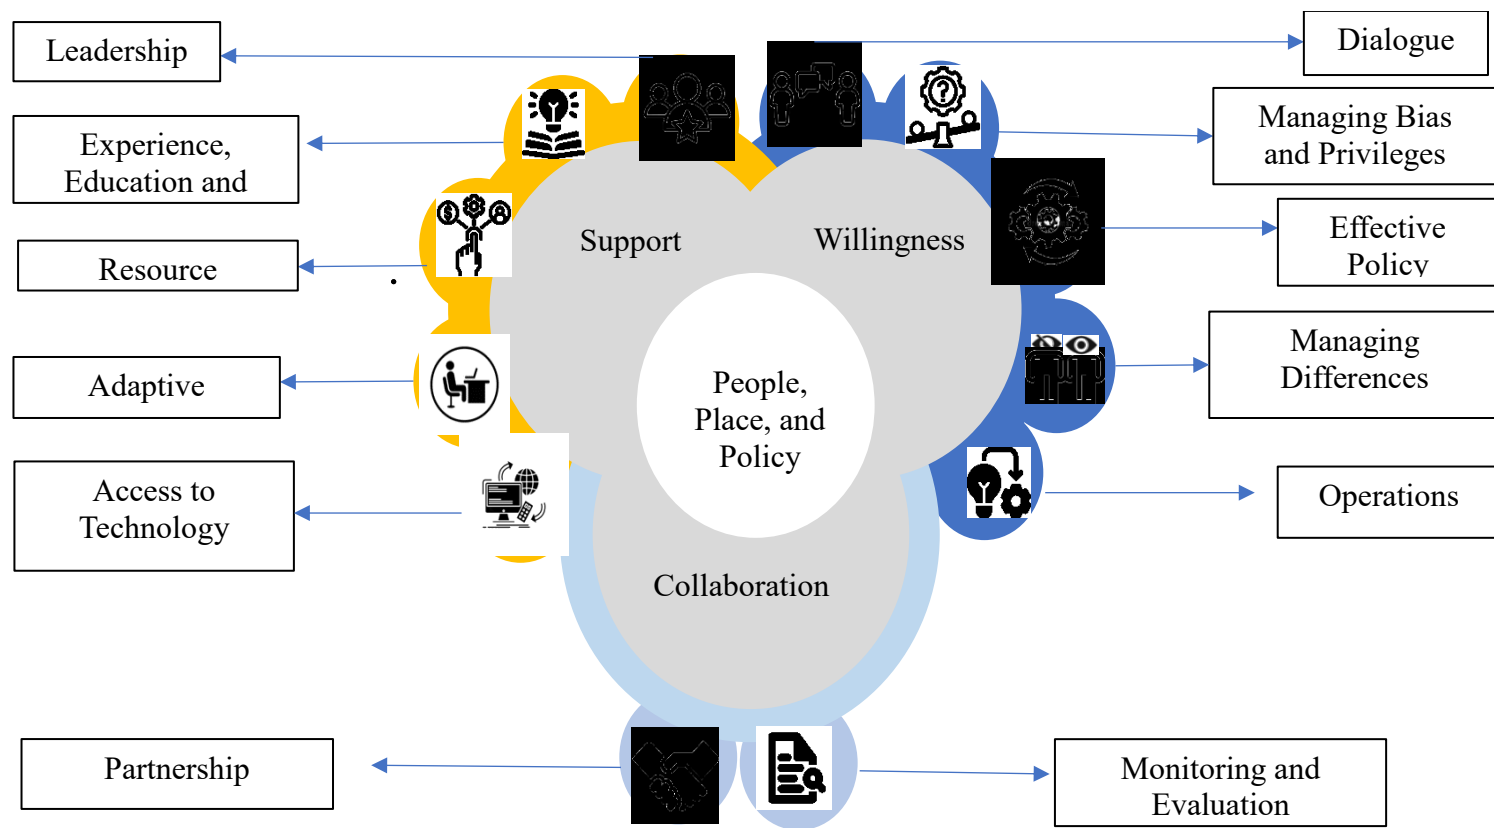 Leadership
Experience,
Education and
Resource
Adaptive
Access to
Technology
Partnership
Support
Willingness
People,
Place, and
Policy
Collaboration
Dialogue
Managing Bias
and Privileges
Effective
Policy
Managing
Differences
Operations
Monitoring and
Evaluation